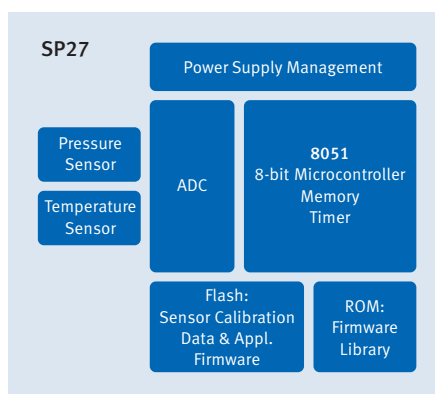 SP27
Power Supply Management
Pressure
Sensor
Temperature
Sensor
ADC
8051
8-bit Microcontroller
Memory
Timer
Flash:
Sensor Calibration
Data & Appl.
Firmware
ROM:
Firmware
Library